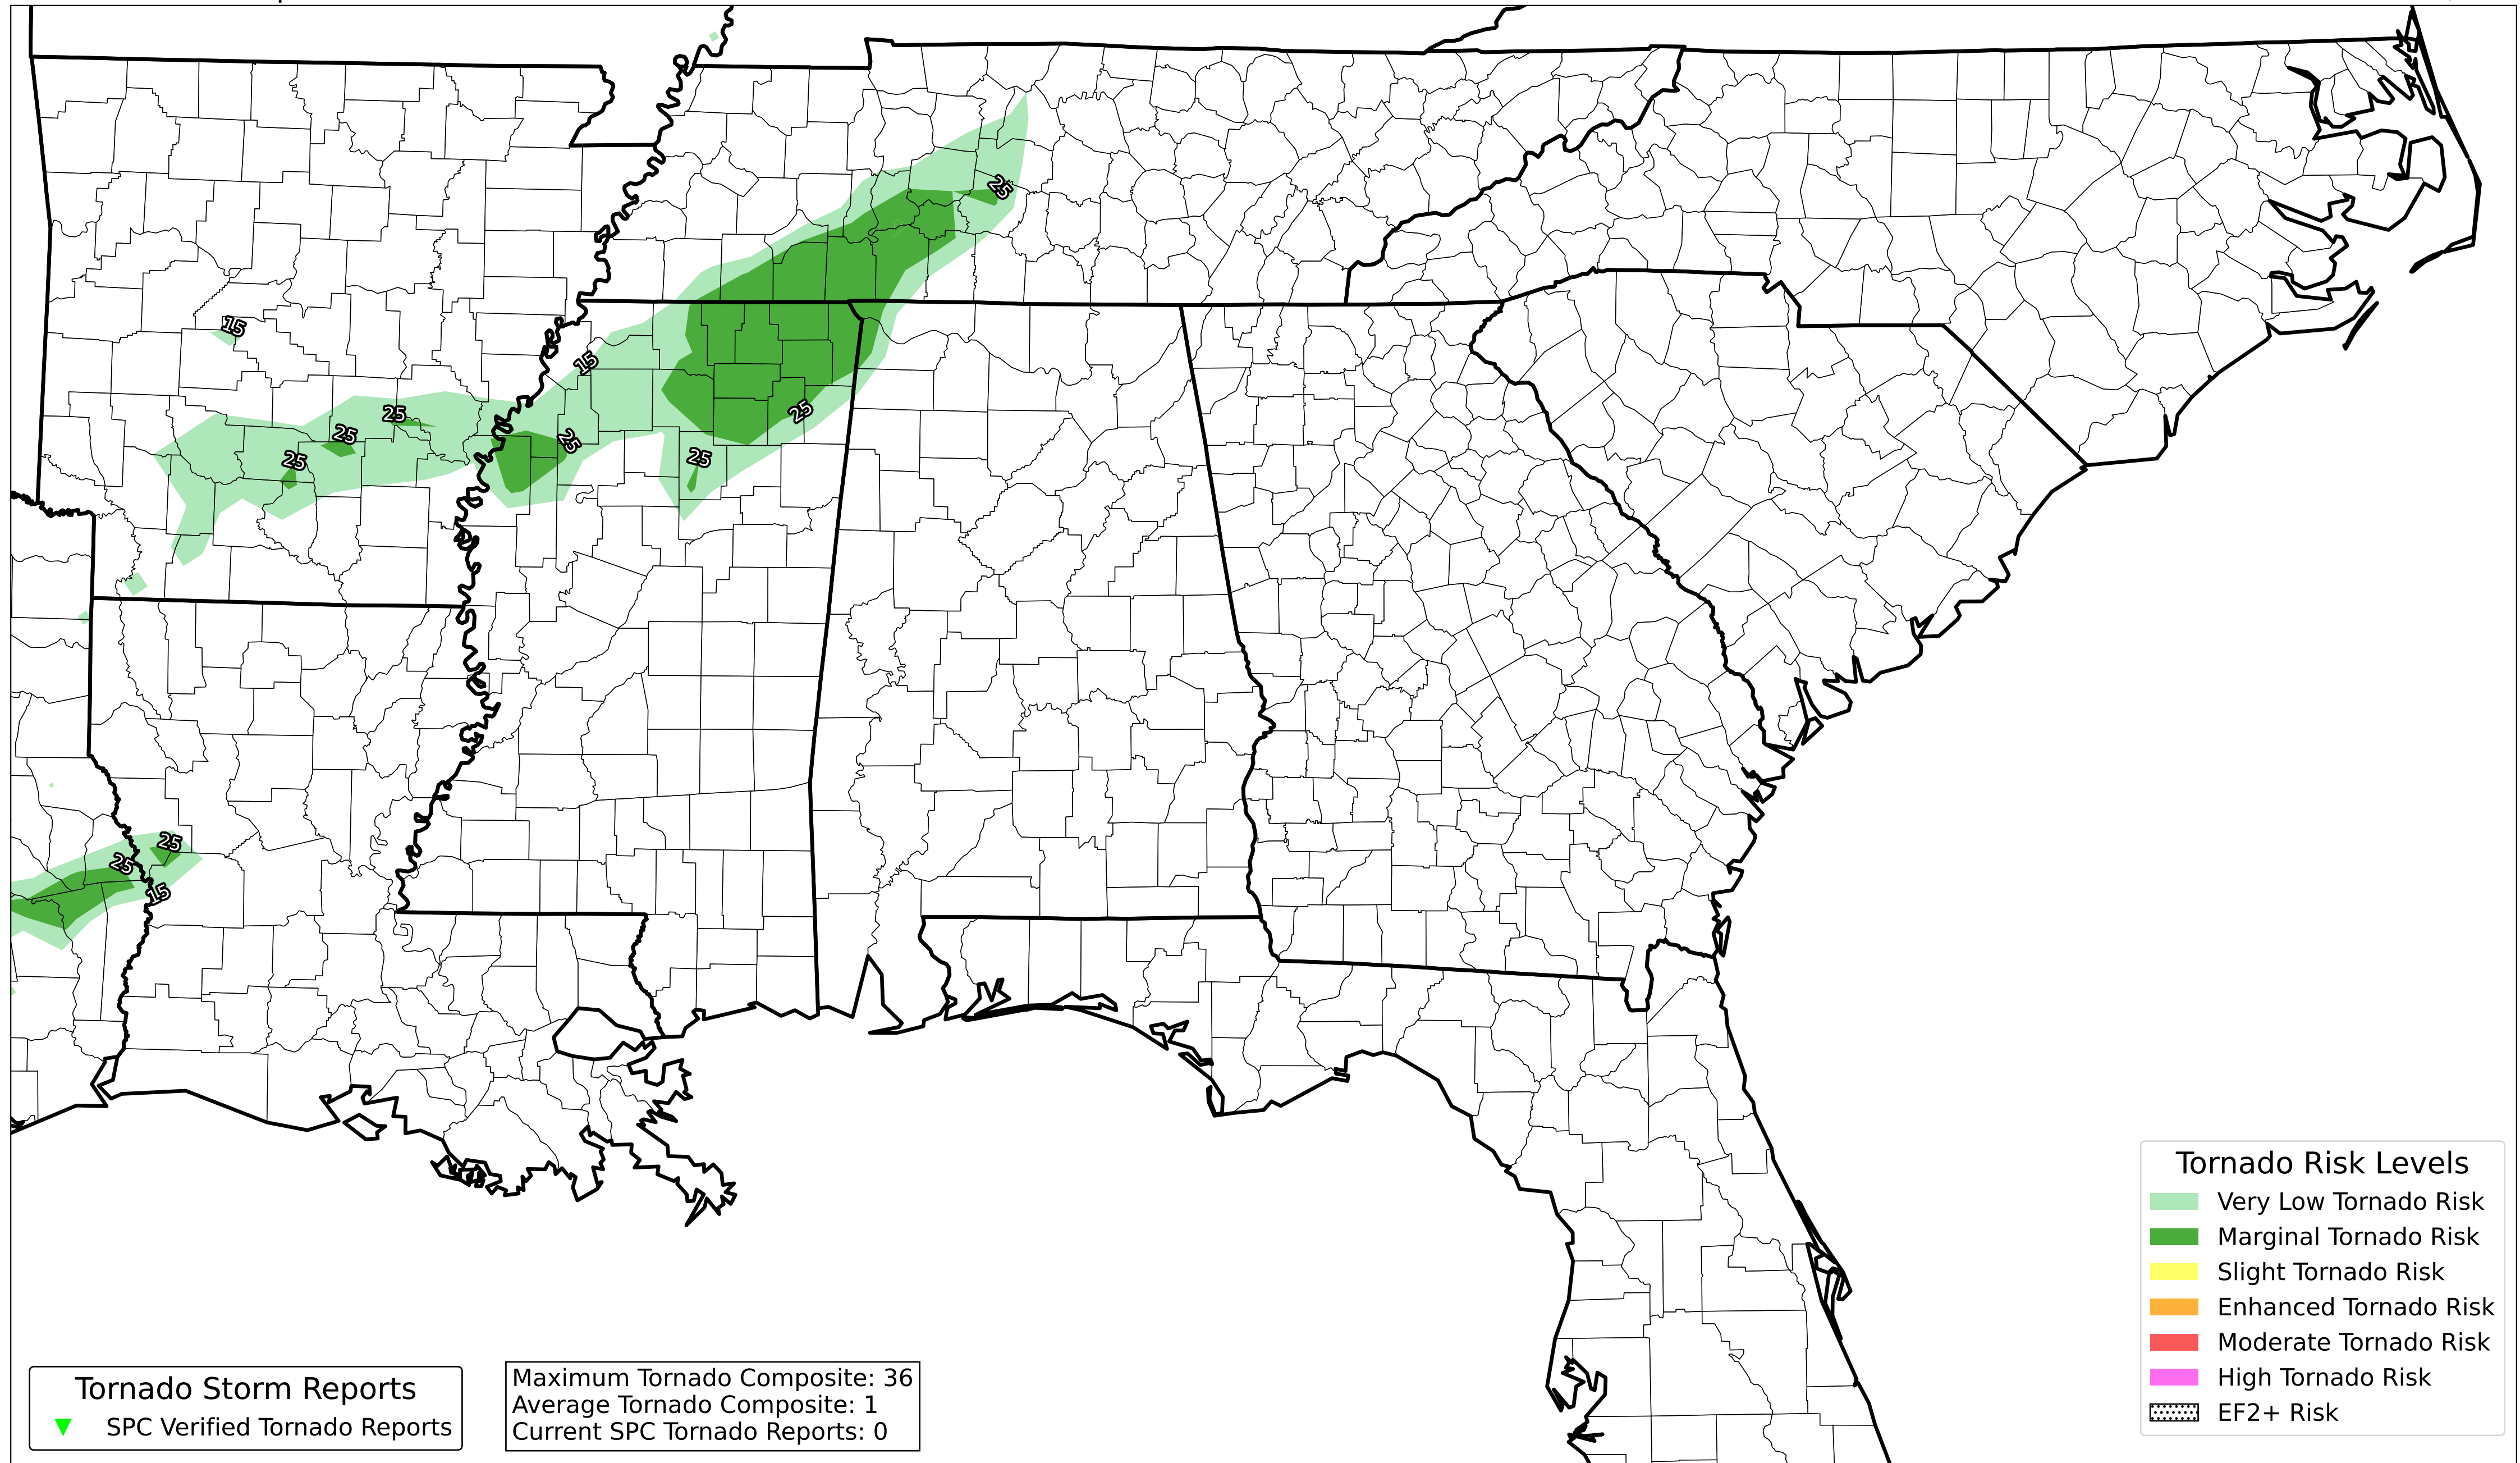 25
15
15
25
25
25
25
25
25
25
25
15
Tornado Risk Levels
Very Low Tornado Risk
Marginal Tornado Risk
Slight Tornado Risk
Enhanced Tornado Risk
Moderate Tornado Risk
High Tornado Risk
EF2+ Risk
Tornado Storm Reports
SPC Verified Tornado Reports
Maximum Tornado Composite: 36
Average Tornado Composite: 1
Current SPC Tornado Reports: 0